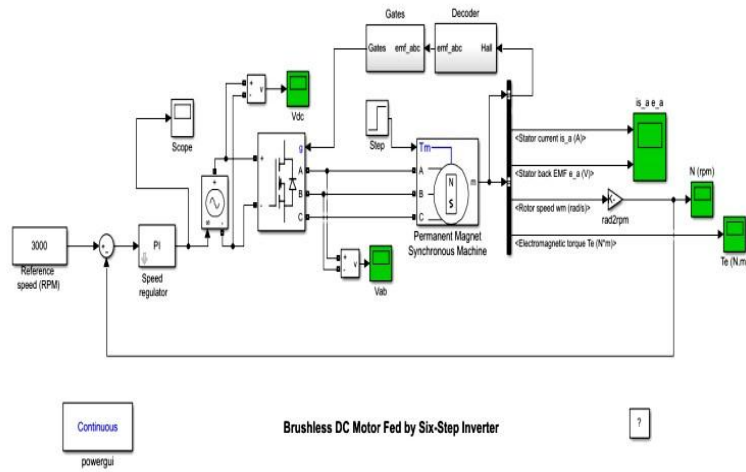 Gates
Decoder
Gates emf_abc
emf_abc Hall
+
-
v
Vdc
Scope
Step
is_a e_a
g
A
B
C
Tm
A
B
C
N
S
m
<Stator current is_a (A)>
<Stator back EMF e_a (V)>
<Rotor speed wm (rad/s)>
<Electromagnetic torque Te (N*m)>
N (rpm)
K-
rad2rpm
Te (N.m
Permanent Magnet
Synchronous Machine
3000
Reference
speed (RPM)
PI
Speed
regulator
+
-
v
Vab
Continuous
powergui
Brushless DC Motor Fed by Six-Step Inverter
?